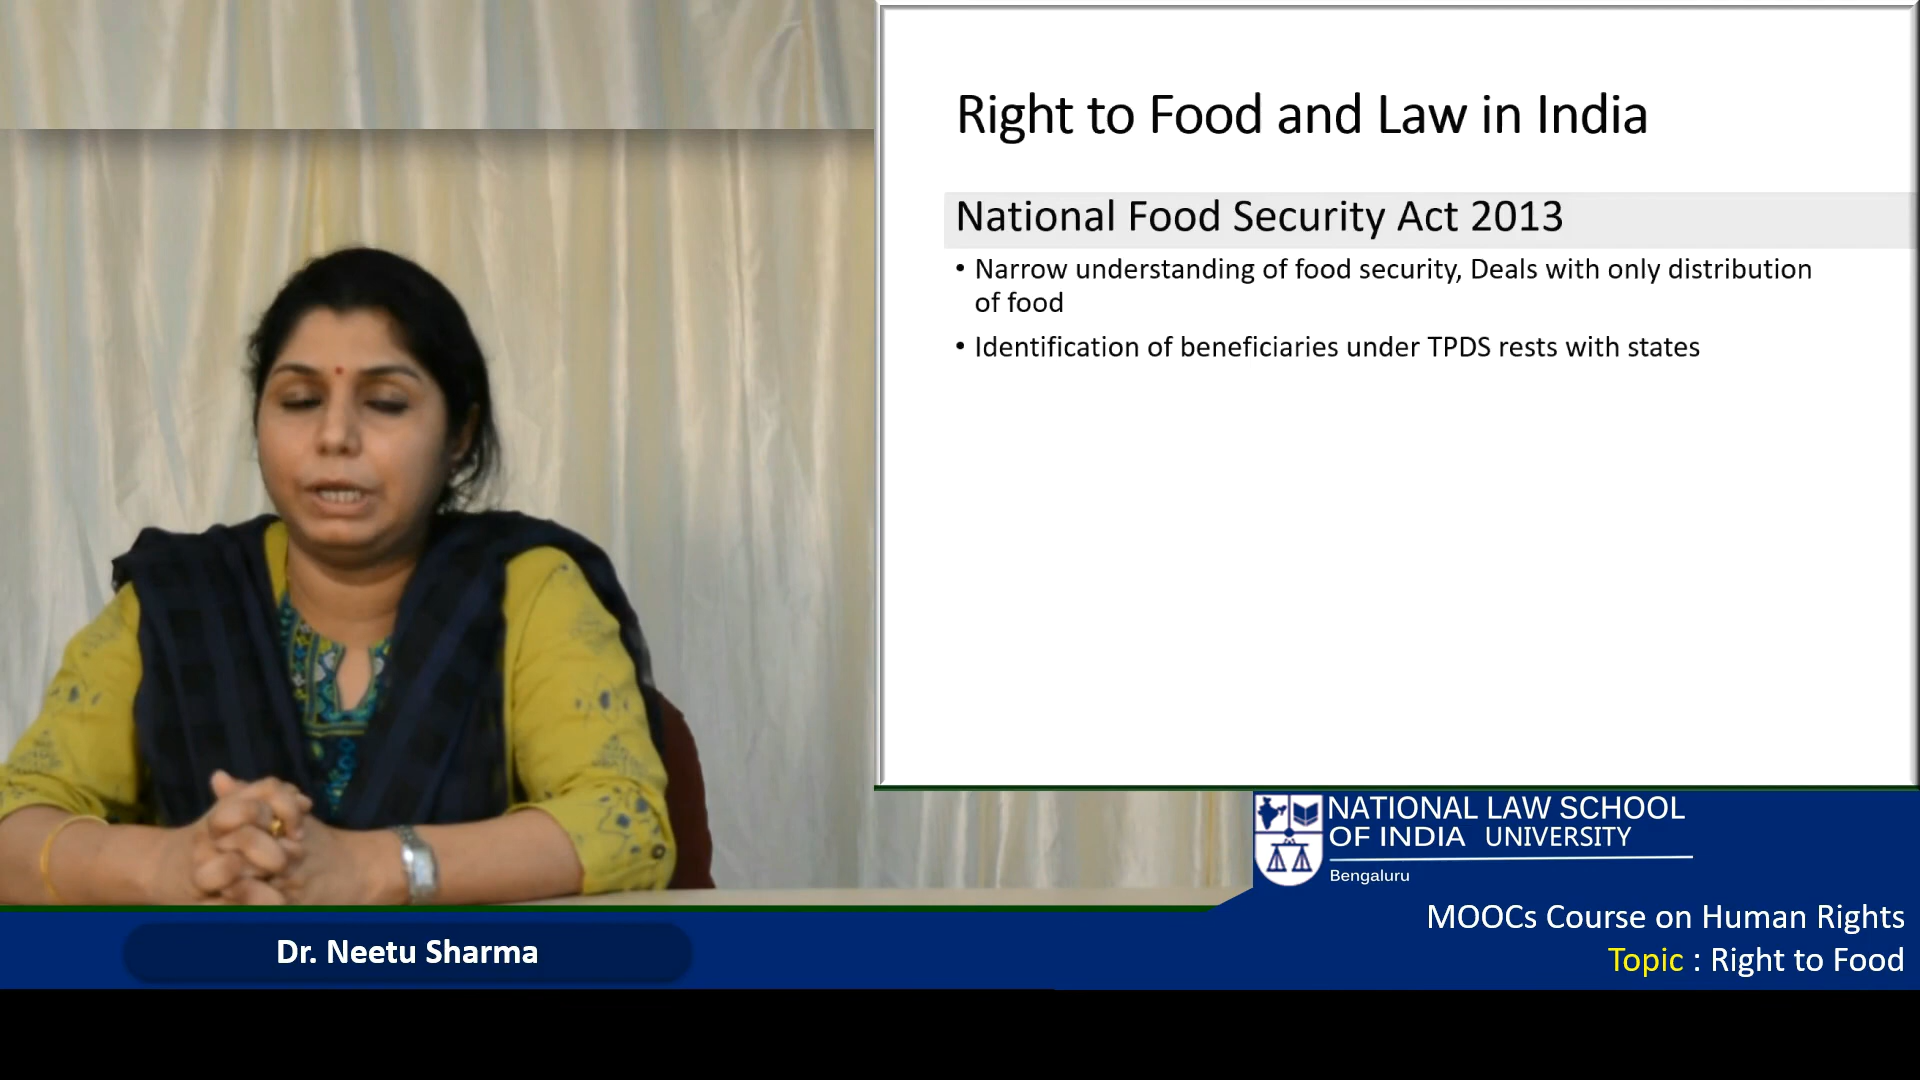 Right to Food and Law in India
National Food Security Act 2013
• Narrow understanding of food security, Deals with only distribution
of food
• Identification of beneficiaries under TPDS rests with states
NATIONAL LAW SCHOOL
OF INDIA UNIVERSITY
Bengaluru
MOOCs Course on Human Rights
Topic : Right to Food
Dr. Neetu Sharma